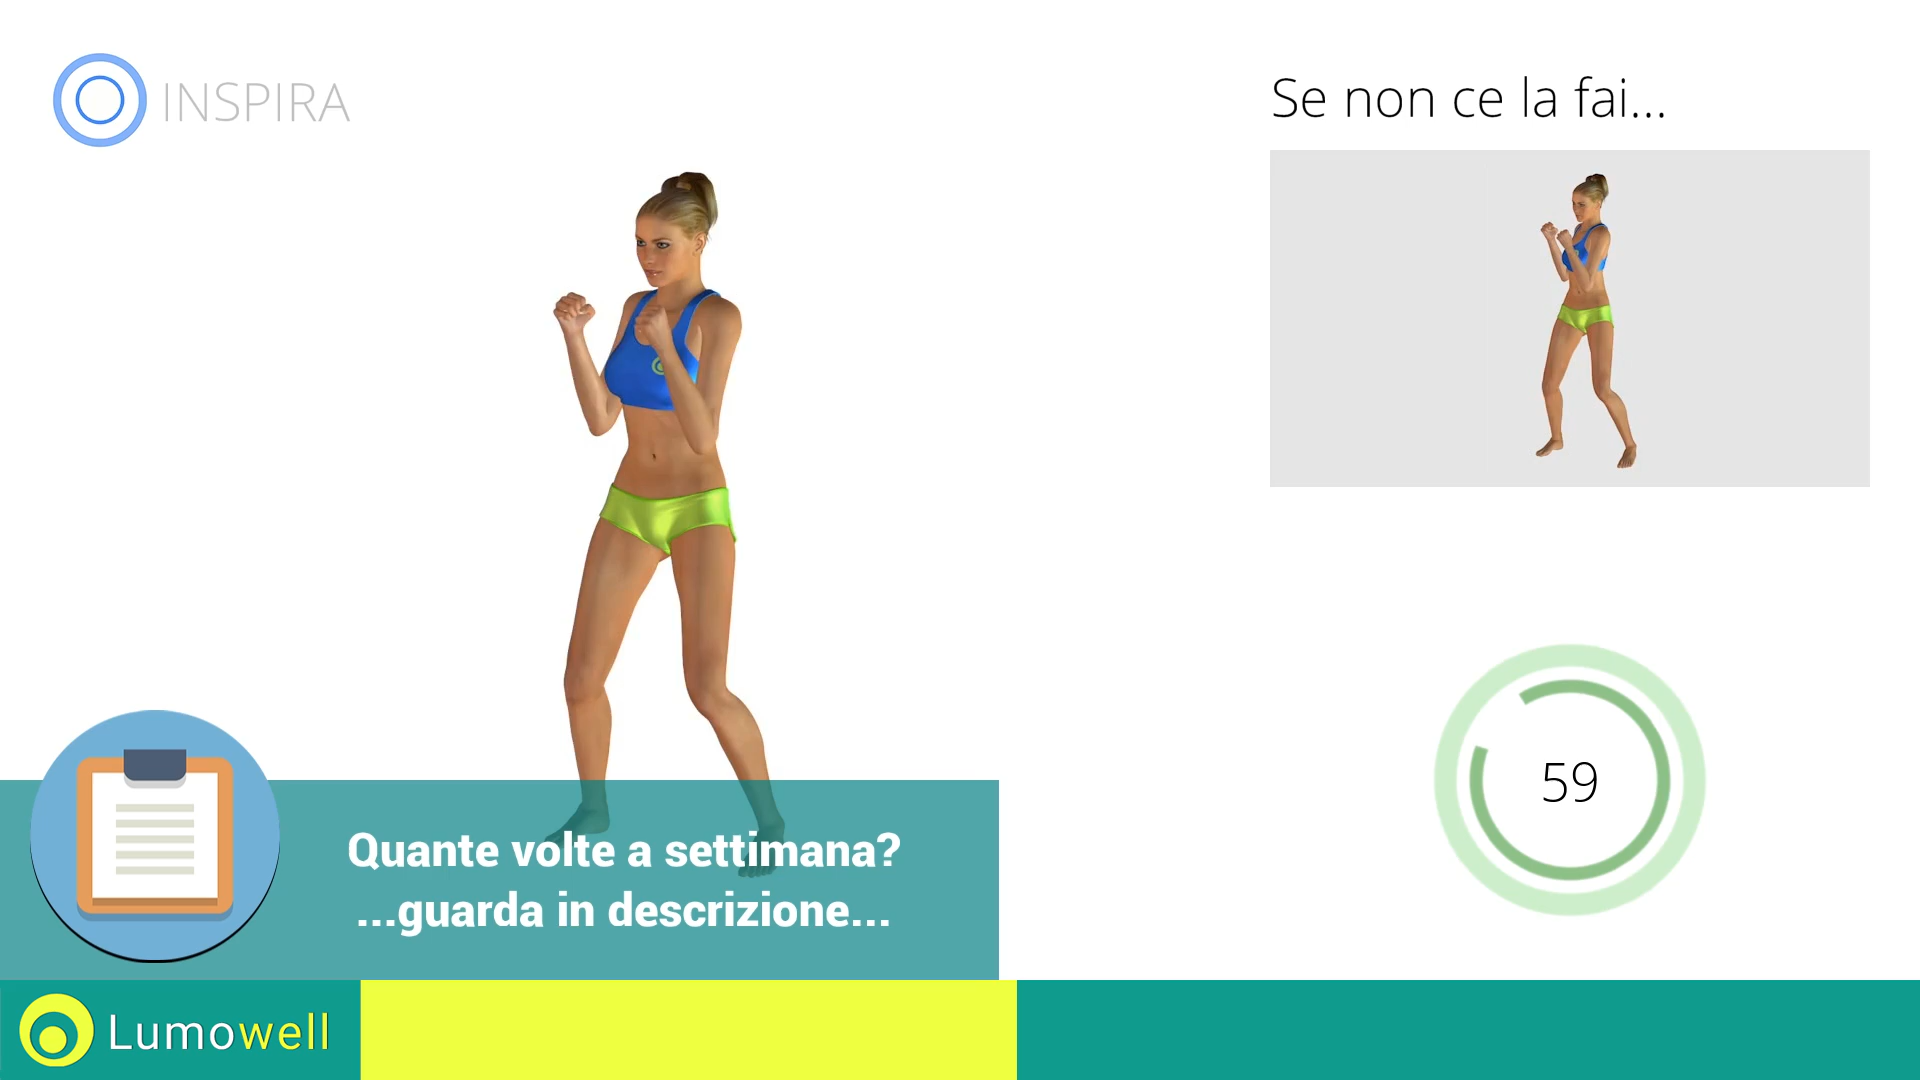 INSPIRA
Se non ce la fai...
59
Quante volte a settimana?
...guarda in descrizione...
Lumowell